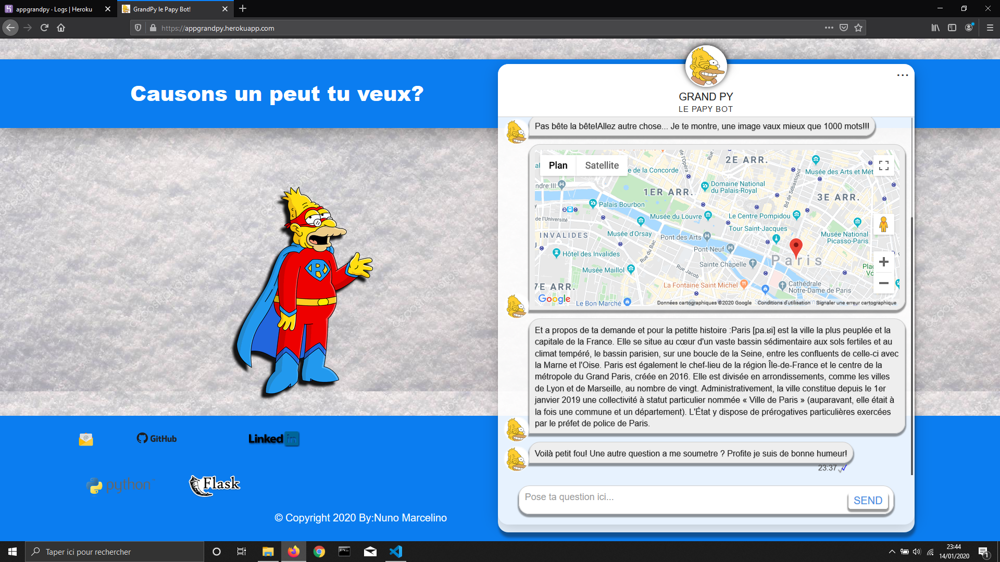 appgrandpy · Logs | Heroku
GrandPy le Papy Bot!
https://appgrandpy.herokuapp.com
Causons un peut tu veux?
...
GRAND PY
LE PAPY BOT
Pas bête la bête!Allez autre chose... Je te montre, une image vaux mieux que 1000 mots!!!
Plan
Satellite
e de la Concorde
Rue de l'Opéra
2E ARR.
Musée des Arts et Mét
ndre III
1ER ARR.
Domaine National
du Palais-Royal
Bd de Sébastopol
3E ARR.
Palais Bourbon
de l'Université
Musée du Louvre
Le Centre Pompidou
Tour Saint-Jacques
INVALIDES
Musée d'Orsay
Pont des Arts
Musée National
Picasso-Paris
Pont Neuf
Hôtel des Invalides
Rue du Bac
Paris
Musée Maillol
Rue Jacob
Sainte Chapelle
7E ARR.
La Fontaine Saint Michel
Cathédrale
Notre-Dame de Paris
Google
Le Bon Marché
Données cartographiques ©2020 Google
Conditions d'utilisation
Signaler une erreur cartographique
Et a propos de ta demande et pour la petitte histoire :Paris [pa.ʁi] est la ville la plus peuplée et la
capitale de la France. Elle se situe au cœur d'un vaste bassin sédimentaire aux sols fertiles et au
climat tempéré, le bassin parisien, sur une boucle de la Seine, entre les confluents de celle-ci avec
la Marne et l'Oise. Paris est également le chef-lieu de la région Île-de-France et le centre de la
métropole du Grand Paris, créée en 2016. Elle est divisée en arrondissements, comme les villes
de Lyon et de Marseille, au nombre de vingt. Administrativement, la ville constitue depuis le 1er
janvier 2019 une collectivité à statut particulier nommée « Ville de Paris » (auparavant, elle était à
la fois une commune et un département). L'État y dispose de prérogatives particulières exercées
par le préfet de police de Paris.
Voilà petit fou! Une autre question a me soumetre ? Profite je suis de bonne humeur!
23:37
Pose ta question ici...
SEND
R
GitHub
Linked in
python
Flask
© Copyright 2020 By:Nuno Marcelino
Taper ici pour rechercher
23:44
14/01/2020
1